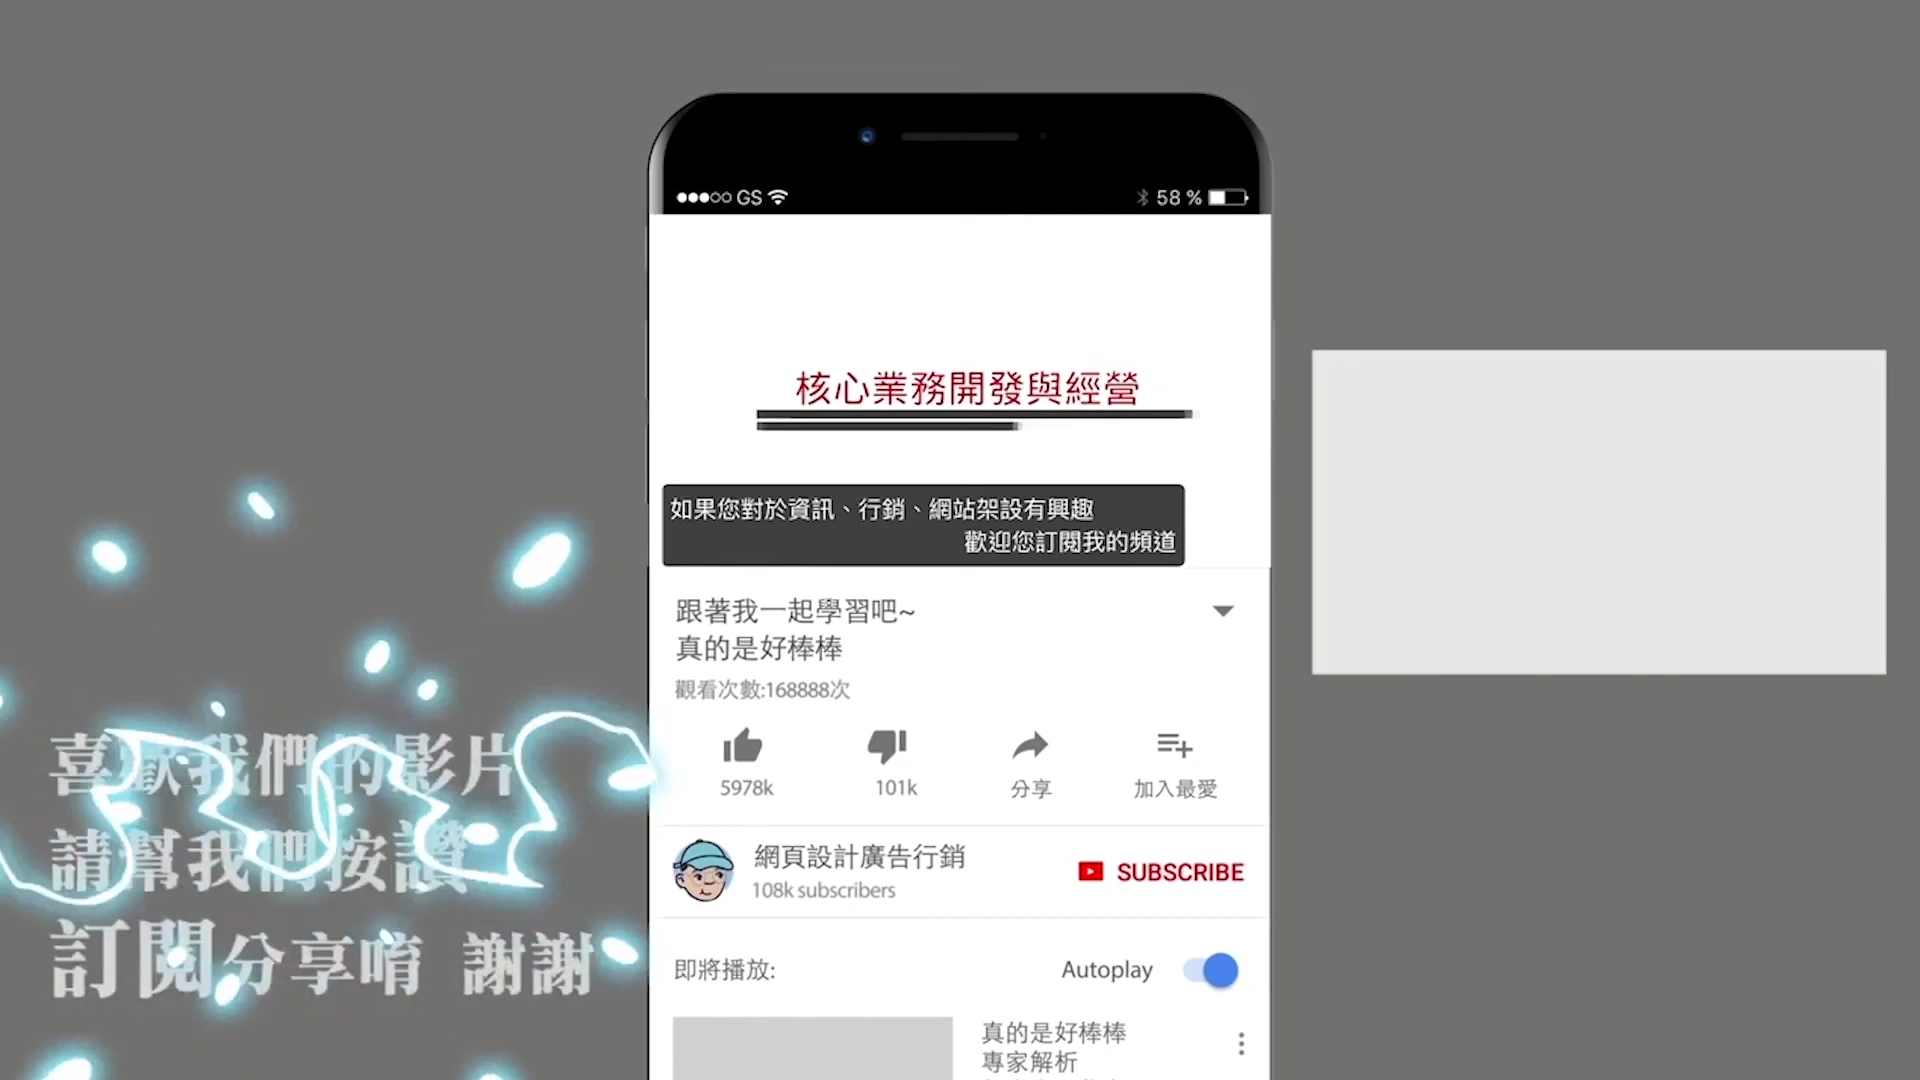 GS
58 %
核心業務開發與經營
如果您對於資訊、行銷、網站架設有興趣
歡迎您訂閱我的頻道
跟著我一起學習吧~
真的是好棒棒
觀看次數:168888次
5978k
101k
分享
加入最愛
網頁設計廣告行銷
108k subscribers
SUBSCRIBE
即將播放:
Autoplay
真的是好棒棒
專家解析
喜歡我們的影片
請幫我們按讚
訂閱分享唷 謝謝